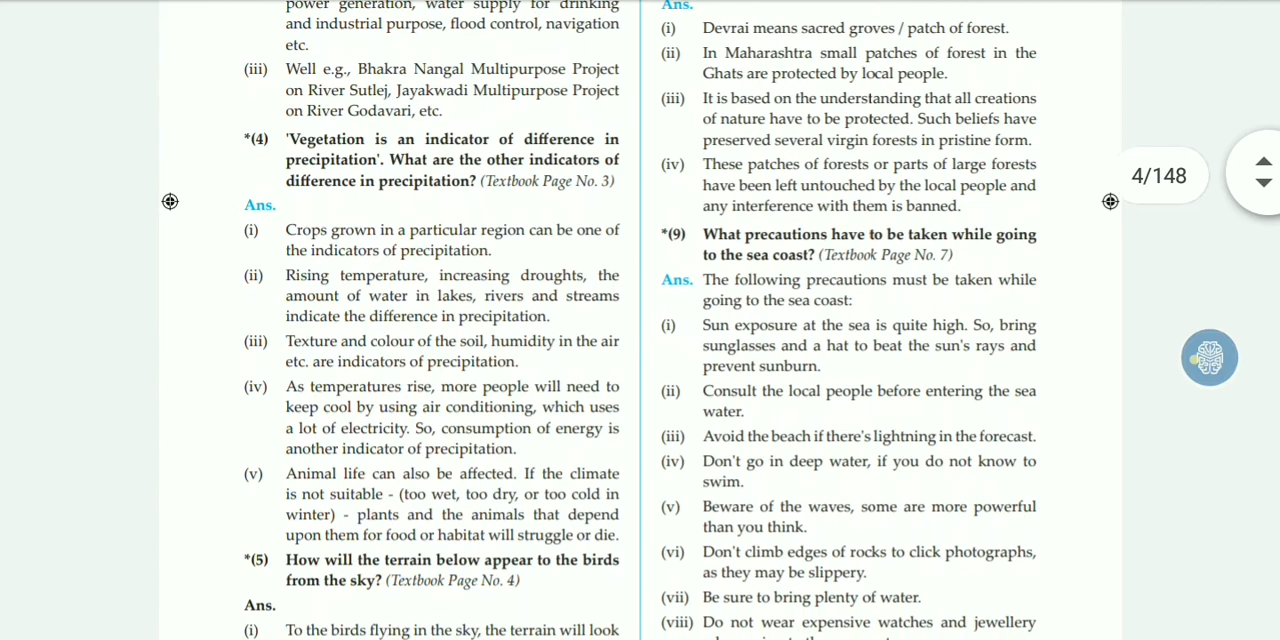 power generation, water supply for drinking
and industrial purpose, flood control, navigation
etc.
(iii) Well e.g., Bhakra Nangal Multipurpose Project
on River Sutlej, Jayakwadi Multipurpose Project
on River Godavari, etc.
*(4) 'Vegetation is an indicator of difference in
precipitation'. What are the other indicators of
difference in precipitation? (Textbook Page No. 3)
Ans.
(i) Crops grown in a particular region can be one of
the indicators of precipitation.
(ii) Rising temperature, increasing droughts, the
amount of water in lakes, rivers and streams
indicate the difference in precipitation.
(iii) Texture and colour of the soil, humidity in the air
etc. are indicators of precipitation.
(iv) As temperatures rise, more people will need to
keep cool by using air conditioning, which uses
a lot of electricity. So, consumption of energy is
another indicator of precipitation.
(v) Animal life can also be affected. If the climate
is not suitable - (too wet, too dry, or too cold in
winter) - plants and the animals that depend
upon them for food or habitat will struggle or die.
*(5) How will the terrain below appear to the birds
from the sky? (Textbook Page No. 4)
Ans.
(i) To the birds flying in the sky, the terrain will look
Ans.
(i) Devrai means sacred groves / patch of forest.
(ii) In Maharashtra small patches of forest in the
Ghats are protected by local people.
(iii) It is based on the understanding that all creations
of nature have to be protected. Such beliefs have
preserved several virgin forests in pristine form.
(iv) These patches of forests or parts of large forests
have been left untouched by the local people and
any interference with them is banned.
*(9) What precautions have to be taken while going
to the sea coast? (Textbook Page No. 7)
Ans. The following precautions must be taken while
going to the sea coast:
(i) Sun exposure at the sea is quite high. So, bring
sunglasses and a hat to beat the sun's rays and
prevent sunburn.
(ii) Consult the local people before entering the sea
water.
(iii) Avoid the beach if there's lightning in the forecast.
(iv) Don't go in deep water, if you do not know to
swim.
(v) Beware of the waves, some are more powerful
than you think.
(vi) Don't climb edges of rocks to click photographs,
as they may be slippery.
(vii) Be sure to bring plenty of water.
(viii) Do not wear expensive watches and jewellery
4/148